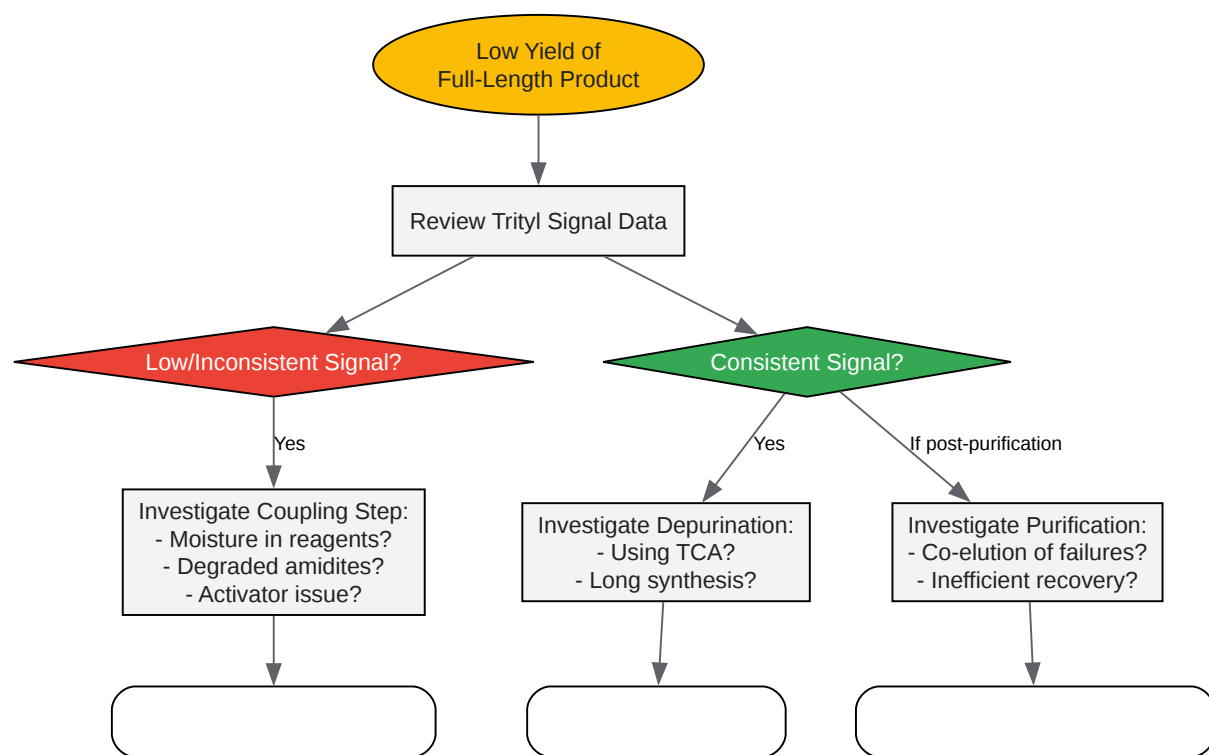 Low Yield of
Full-Length Product
Review Trityl Signal Data
Low/Inconsistent Signal?
Consistent Signal?
Yes
Yes
If post-purification
Investigate Coupling Step:
- Moisture in reagents?
- Degraded amidites?
- Activator issue?
Investigate Depurination:
- Using TCA?
- Long synthesis?
Investigate Purification:
- Co-elution of failures?
- Inefficient recovery?